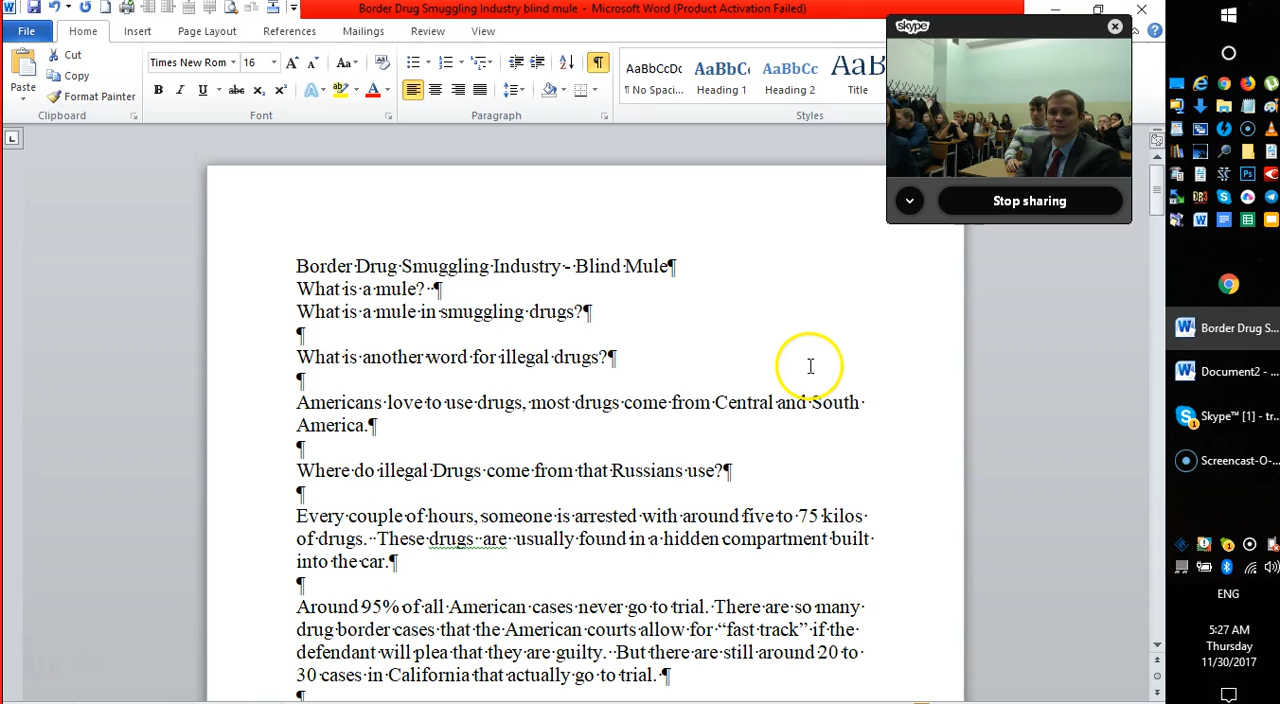 Border Drug Smuggling Industry blind mule - Microsoft Word (Product Activation Failed)
File Home Insert Page Layout References Mailings Review View
skype
Stop sharing
Cut
Copy
Format Painter
Paste
Times New Rom 16
AaBbCcDc AaBbCc AaBbCc AaB
¶ No Spaci... Heading 1 Heading 2 Title
Clipboard Font Paragraph Styles
Border Drug Smuggling Industry - Blind Mule¶
What is a mule? ¶
What is a mule in smuggling drugs?¶
¶
What is another word for illegal drugs?¶
¶
Americans love to use drugs, most drugs come from Central and South
America.¶
¶
Where do illegal Drugs come from that Russians use?¶
¶
Every couple of hours, someone is arrested with around five to 75 kilos
of drugs. These drugs are usually found in a hidden compartment built
into the car.¶
¶
Around 95% of all American cases never go to trial. There are so many
drug border cases that the American courts allow for “fast track” if the
defendant will plea that they are guilty. But there are still around 20 to
30 cases in California that actually go to trial. ¶
¶
Border Drug S...
Document2 - ...
Skype™ [1] - tr...
Screencast-O-...
ENG
5:27 AM
Thursday
11/30/2017